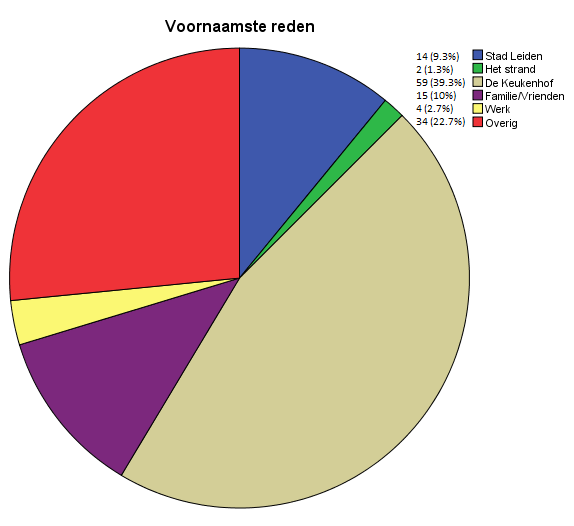 Voornaamste reden
14 (9.3%) Stad Leiden
2 (1.3%) Het strand
59 (39.3%) De Keukenhof
15 (10%) Familie/Vrienden
4 (2.7%) Werk
34 (22.7%) Overig